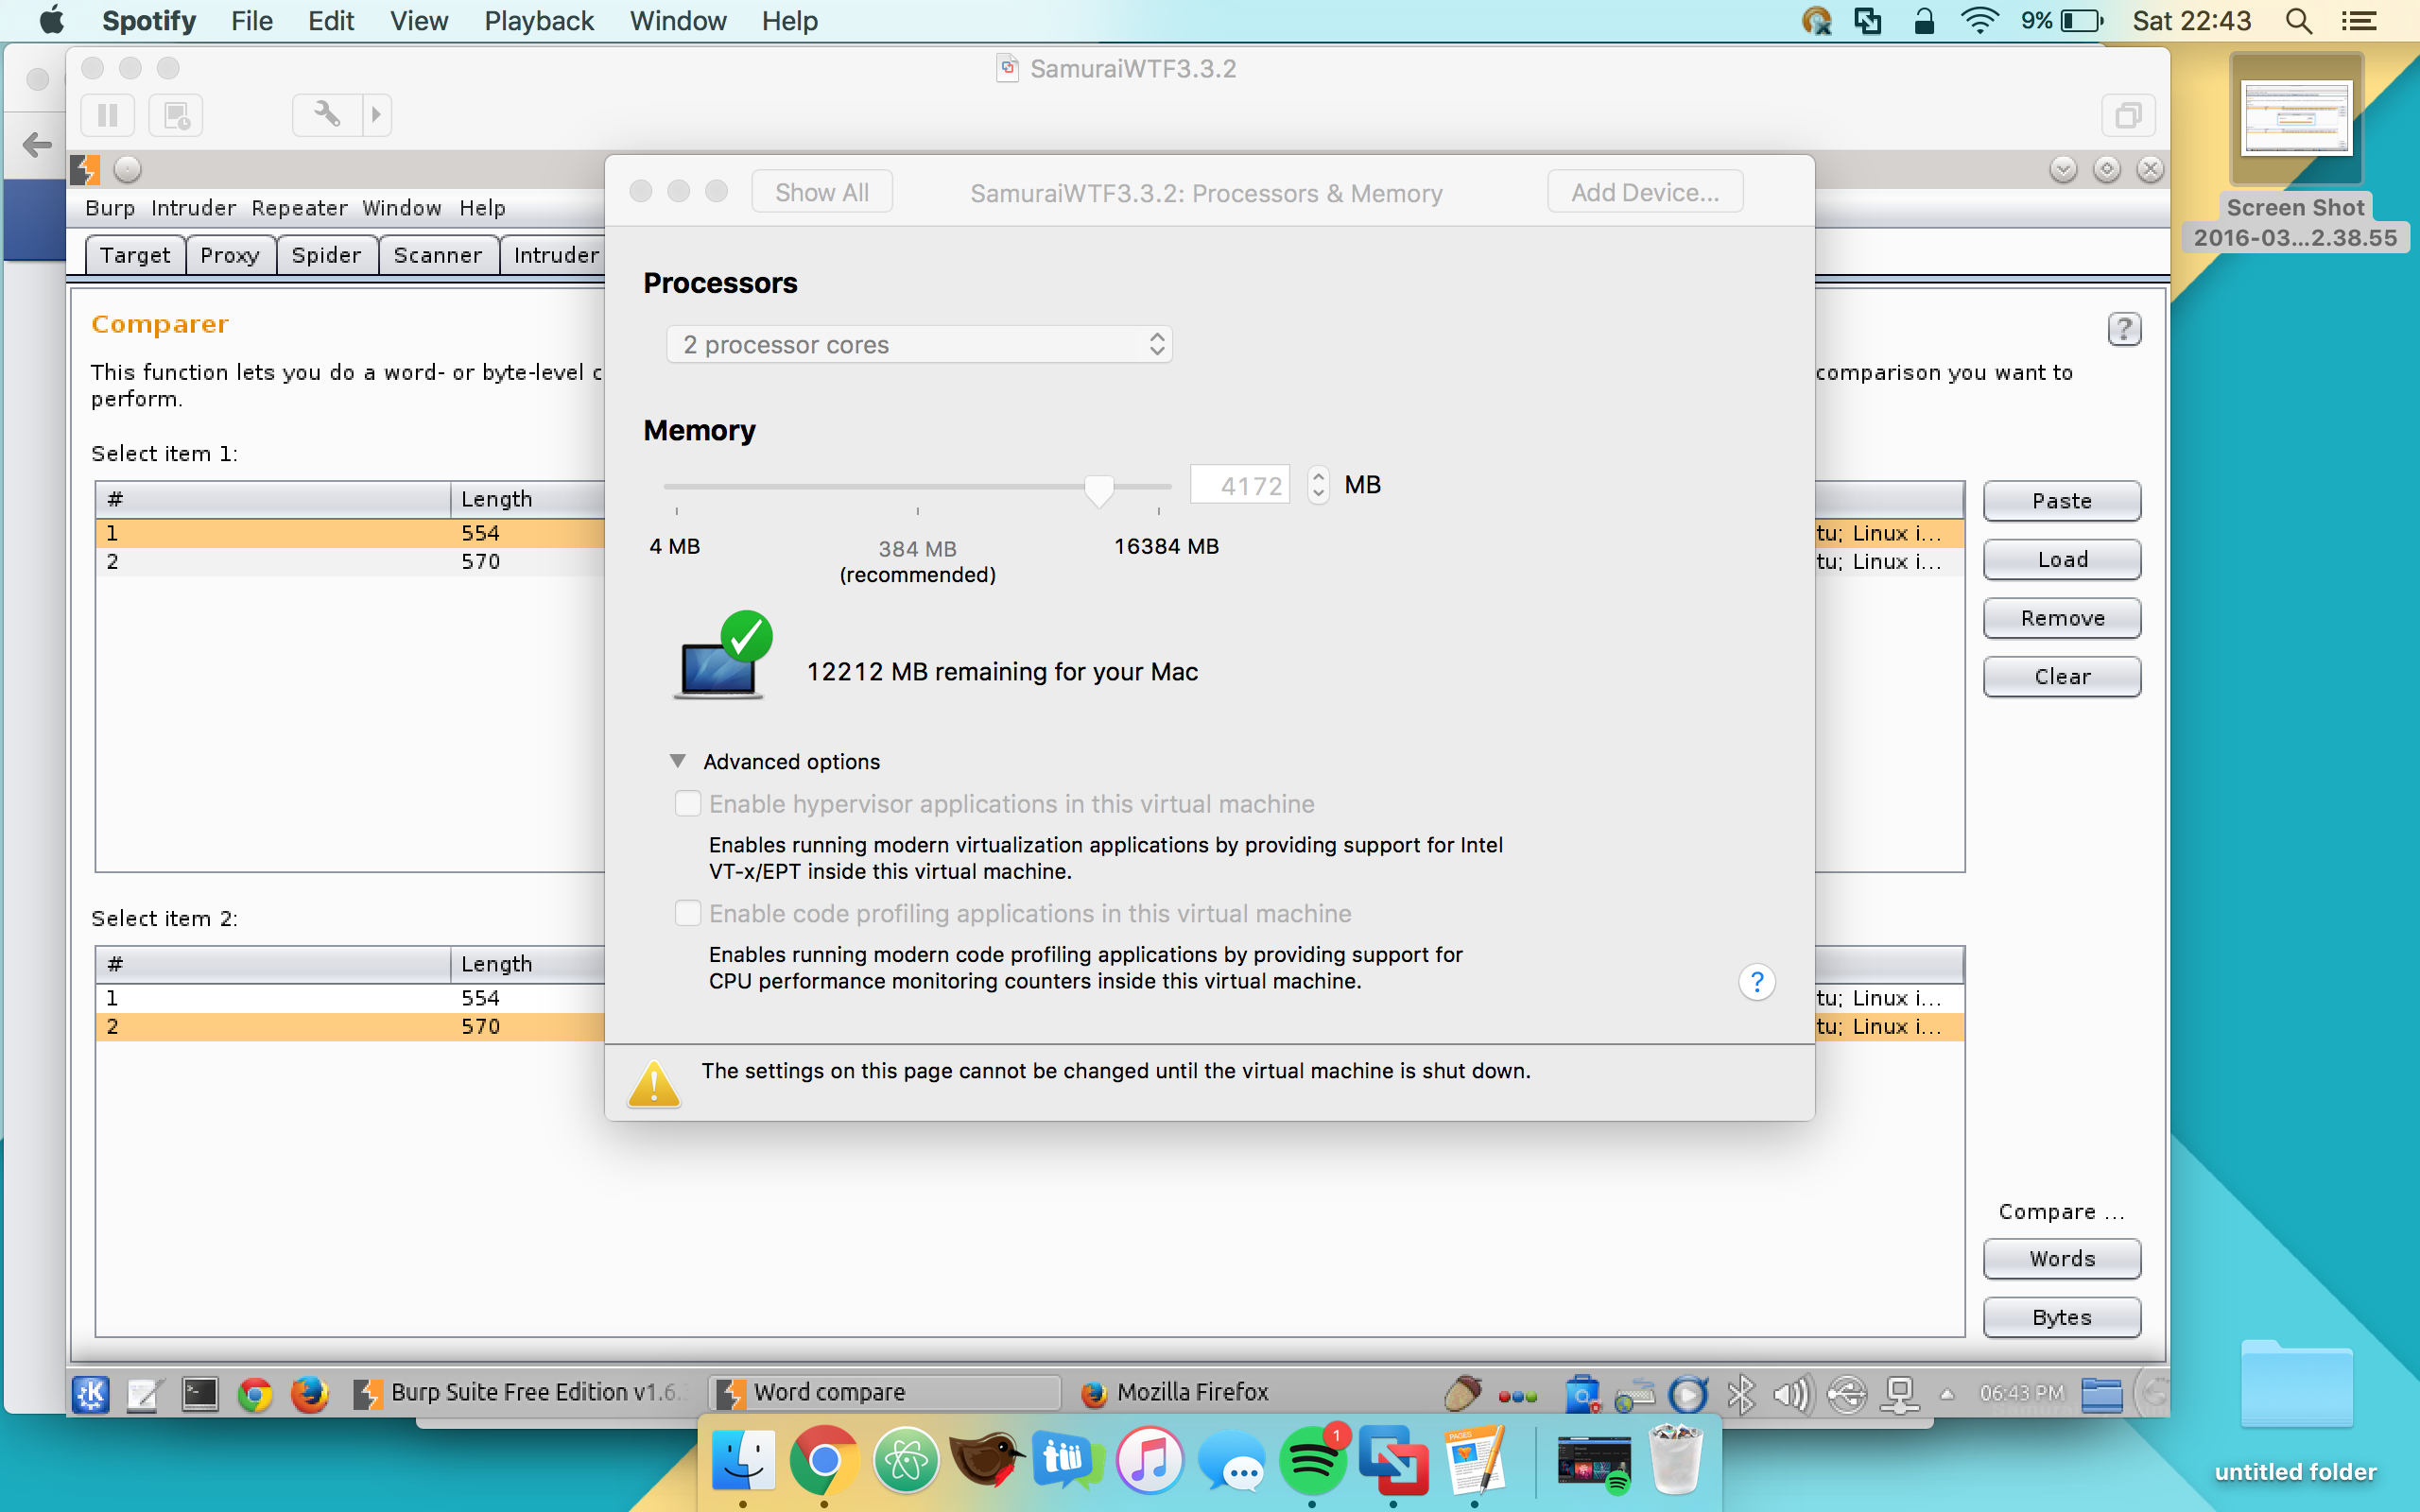 Spotify File Edit View Playback Window Help
9% Sat 22:43
SamuraiWTF3.3.2
Screen Shot
2016-03...2.38.55
Burp Intruder Repeater Window Help
Target Proxy Spider Scanner Intruder
Comparer
This function lets you do a word- or byte-level c
comparison you want to
perform.
Select item 1:
# Length
1 554 tu; Linux i...
2 570 tu; Linux i...
Paste
Load
Remove
Clear
Select item 2:
# Length
1 554 tu; Linux i...
2 570 tu; Linux i...
Compare ...
Words
Bytes
Show All SamuraiWTF3.3.2: Processors & Memory Add Device...
Processors
2 processor cores
Memory
4172 MB
4 MB 384 MB 16384 MB
(recommended)
12212 MB remaining for your Mac
Advanced options
Enable hypervisor applications in this virtual machine
Enables running modern virtualization applications by providing support for Intel
VT-x/EPT inside this virtual machine.
Enable code profiling applications in this virtual machine
Enables running modern code profiling applications by providing support for
CPU performance monitoring counters inside this virtual machine.
?
The settings on this page cannot be changed until the virtual machine is shut down.
Burp Suite Free Edition v1.6. Word compare Mozilla Firefox 06:43 PM
1
PAGES
untitled folder